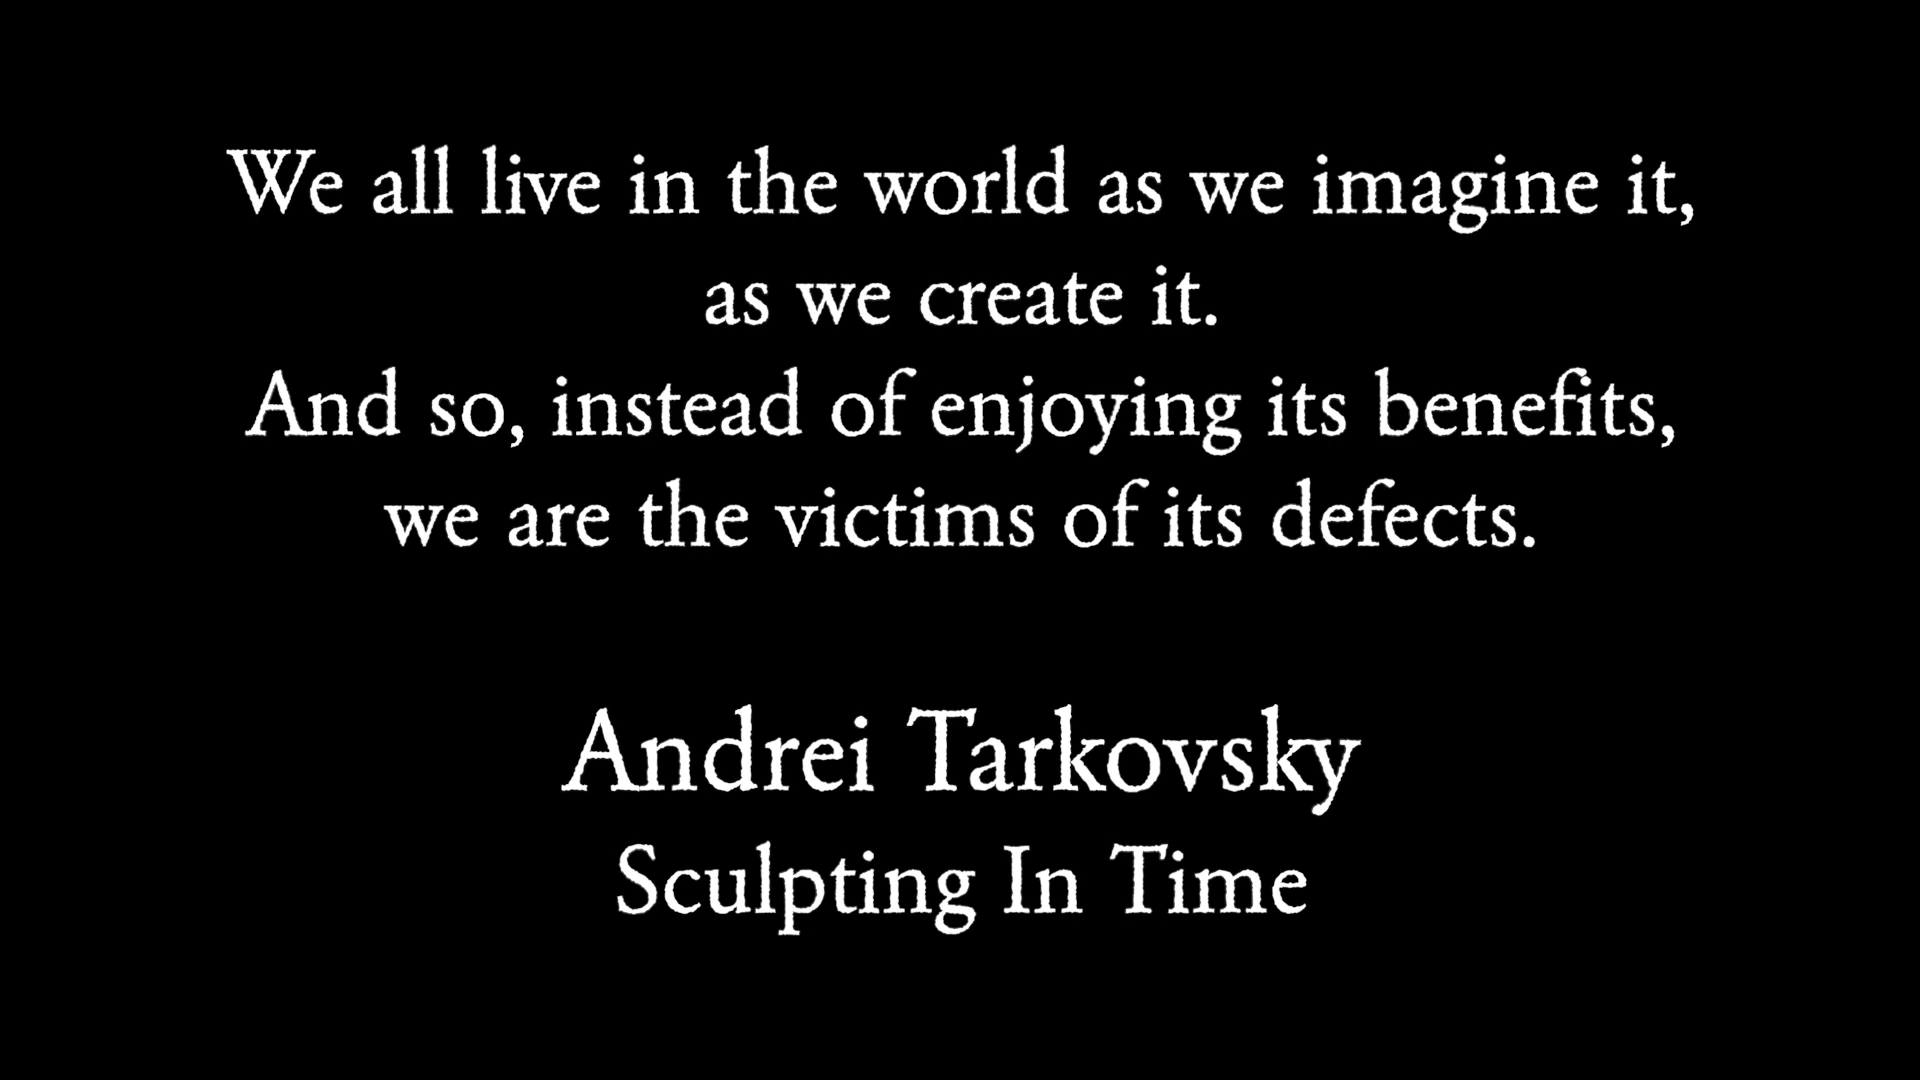 We all live in the world as we imagine it,
as we create it.
And so, instead of enjoying its benefits,
we are the victims of its defects.
Andrei Tarkovsky
Sculpting In Time